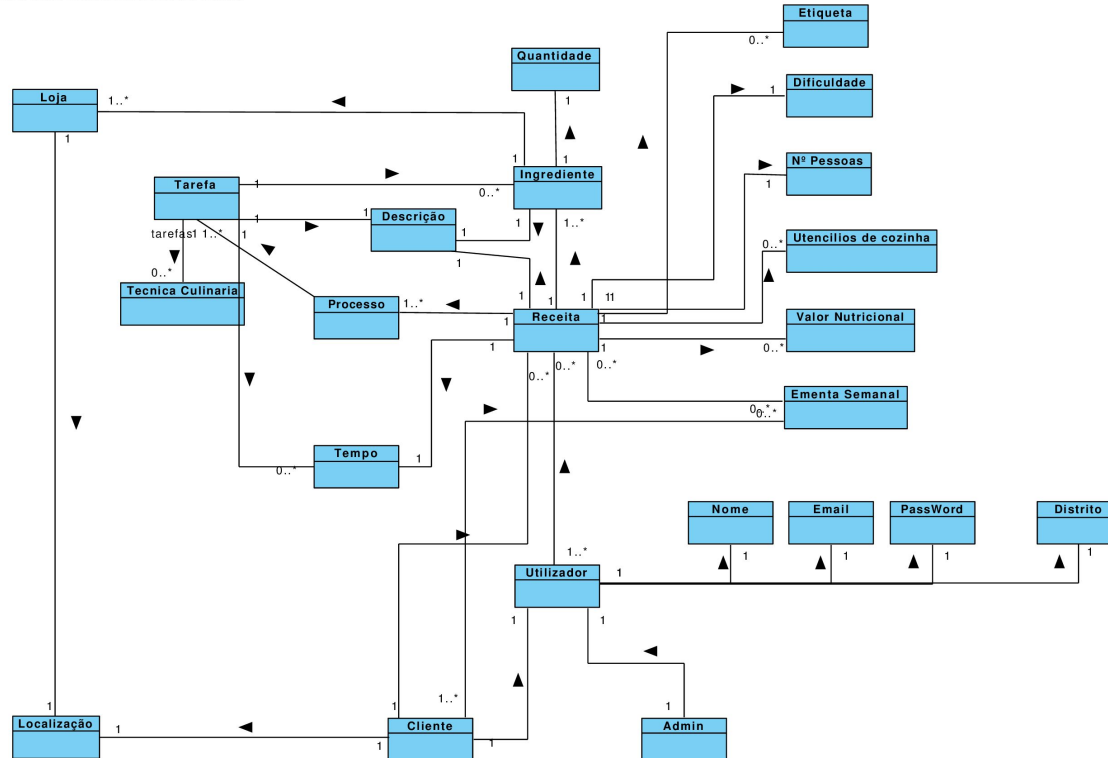 Etiqueta
0..*
Quantidade
1
Dificuldade
1
Loja
1..*
1
Nº Pessoas
1
Ingrediente
1
1
0..*
1
1..*
Tarefa
1
1
1
tarefas1
1..*
0..*
Descrição
1
1
1
Utencilios de cozinha
0..*
Tecnica Culinaria
Processo
1..*
Receita
1
1
1
11
1
1
1
1
0..*
0..*
0..*
Valor Nutricional
0..*
Ementa Semanal
0..*
0..*
Tempo
1
0..*
Nome
1
Email
1
PassWord
1
Distrito
1
Utilizador
1..*
1
1
1
Localização
1
1
Cliente
1
1..*
1
1
Admin
1